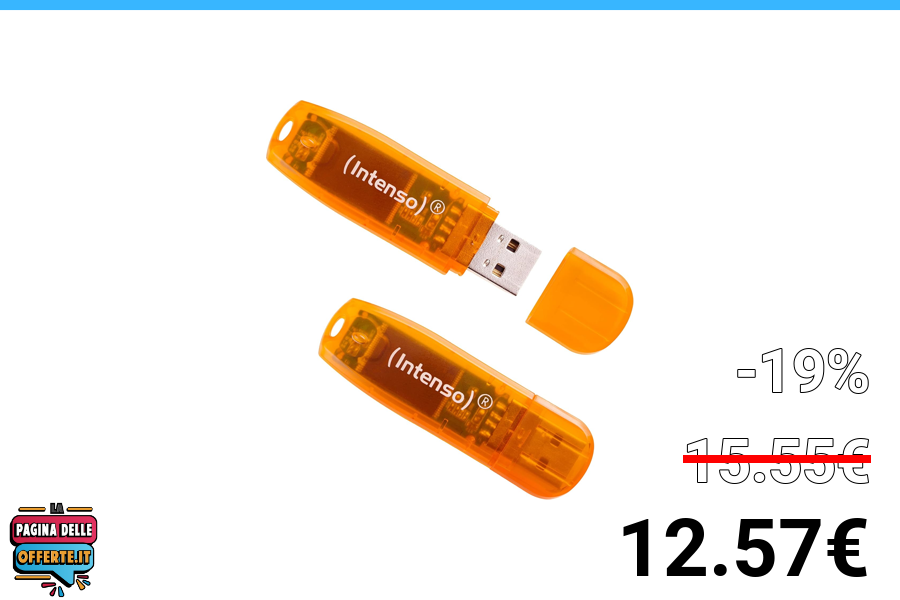 (Intenso)®
(Intenso)®
-19%
15.55€
12.57€
LA
PAGINA DELLE
OFFERTE.IT